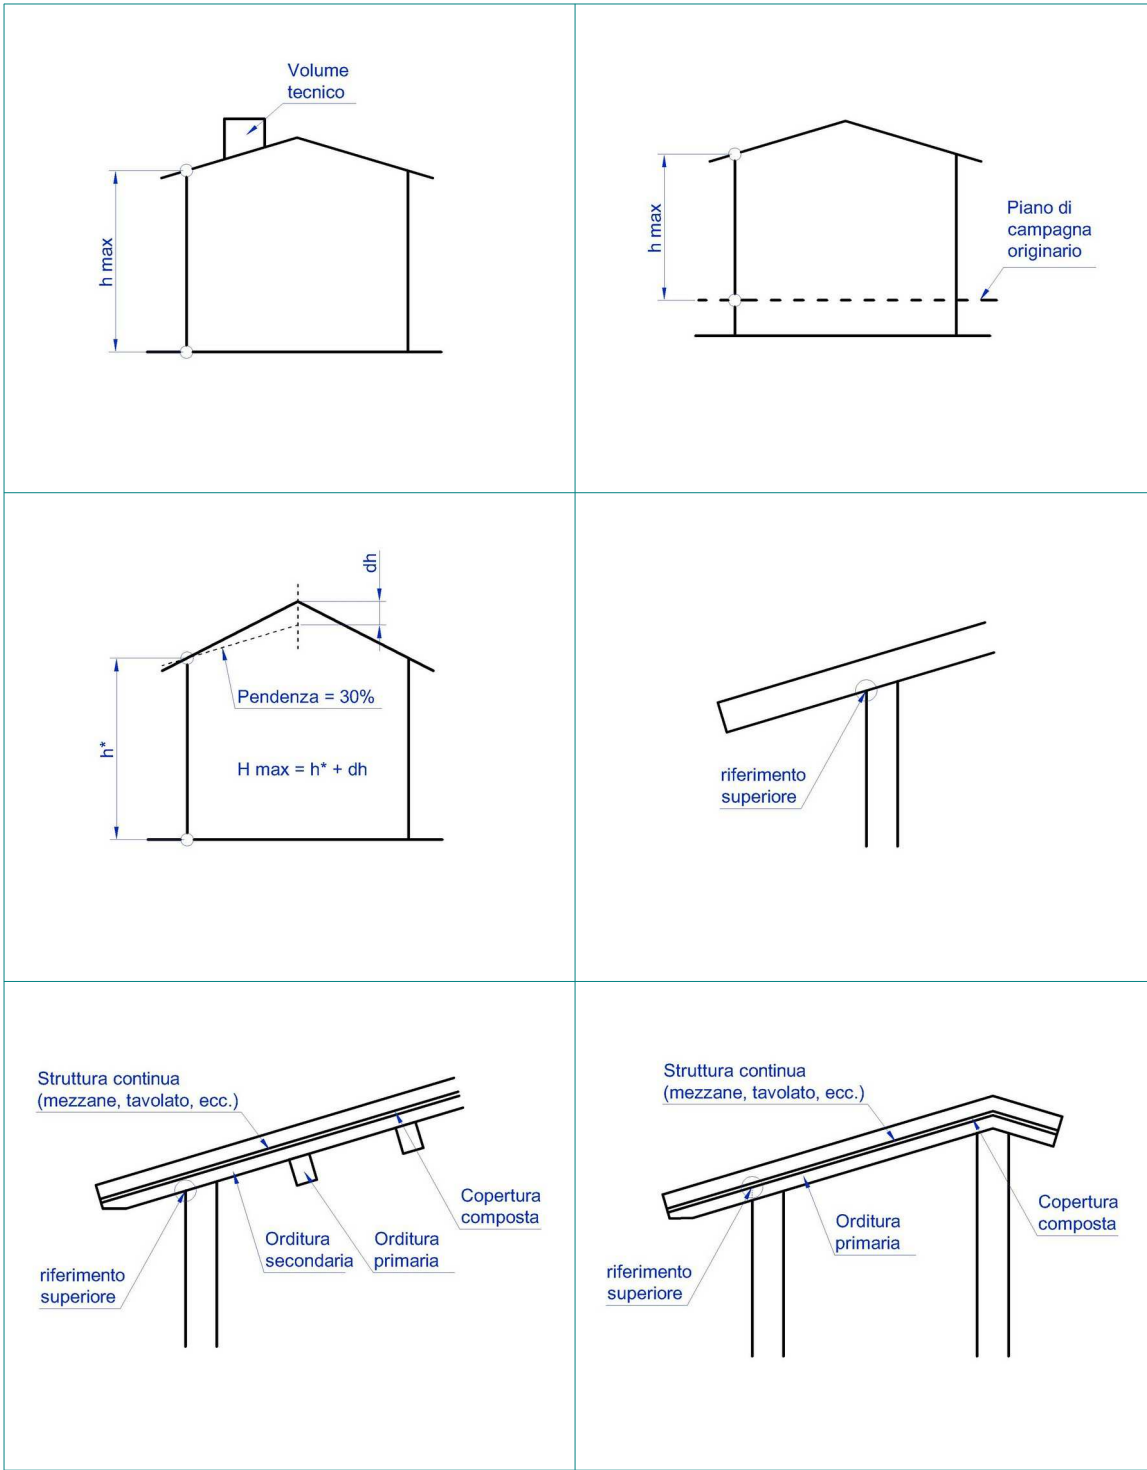 Volume
tecnico
h max
Piano di
campagna
originario
h max
dh
Pendenza = 30%
h*
H max = h* + dh
riferimento
superiore
Struttura continua
(mezzane, tavolato, ecc.)
Copertura
composta
Orditura
secondaria
Orditura
primaria
riferimento
superiore
Struttura continua
(mezzane, tavolato, ecc.)
Copertura
composta
Orditura
primaria
riferimento
superiore